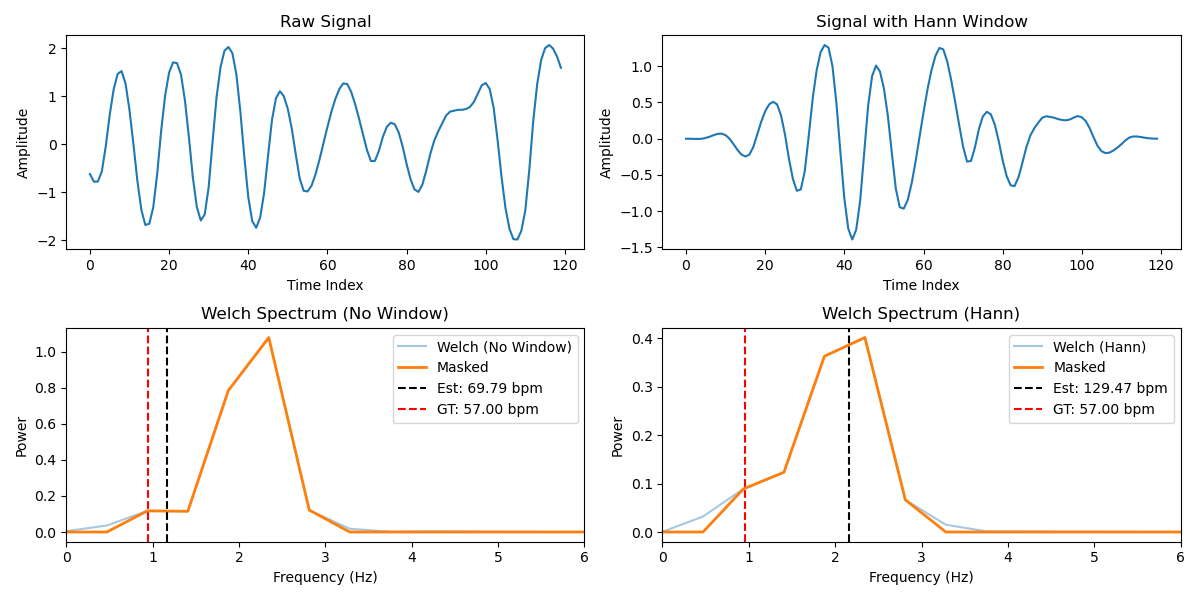 Raw Signal
Amplitude
2
1
0
−1
−2
0 20 40 60 80 100 120
Time Index
Signal with Hann Window
Amplitude
1.0
0.5
0.0
−0.5
−1.0
−1.5
0 20 40 60 80 100 120
Time Index
Welch Spectrum (No Window)
Power
1.0
0.8
0.6
0.4
0.2
0.0
Welch (No Window)
Masked
Est: 69.79 bpm
GT: 57.00 bpm
0 1 2 3 4 5 6
Frequency (Hz)
Welch Spectrum (Hann)
Power
0.4
0.3
0.2
0.1
0.0
Welch (Hann)
Masked
Est: 129.47 bpm
GT: 57.00 bpm
0 1 2 3 4 5 6
Frequency (Hz)